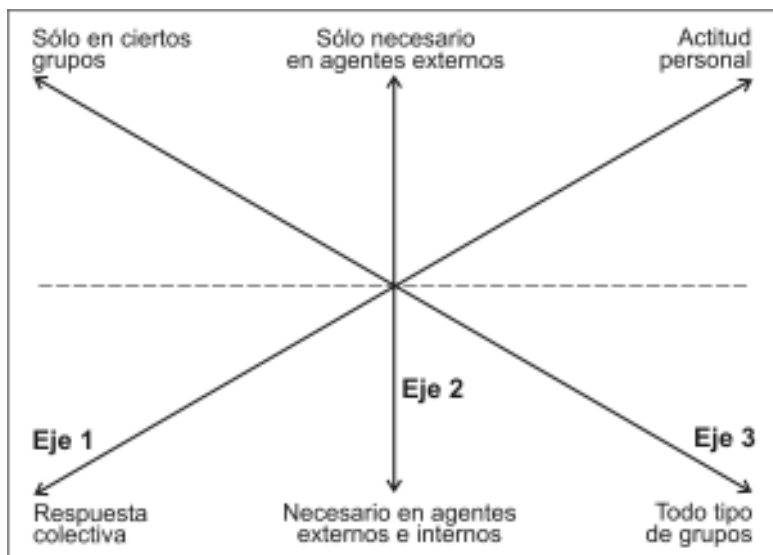 Sólo en ciertos
grupos
Sólo necesario
en agentes externos
Actitud
personal
Eje 1
Eje 2
Eje 3
Respuesta
colectiva
Necesario en agentes
externos e internos
Todo tipo
de grupos